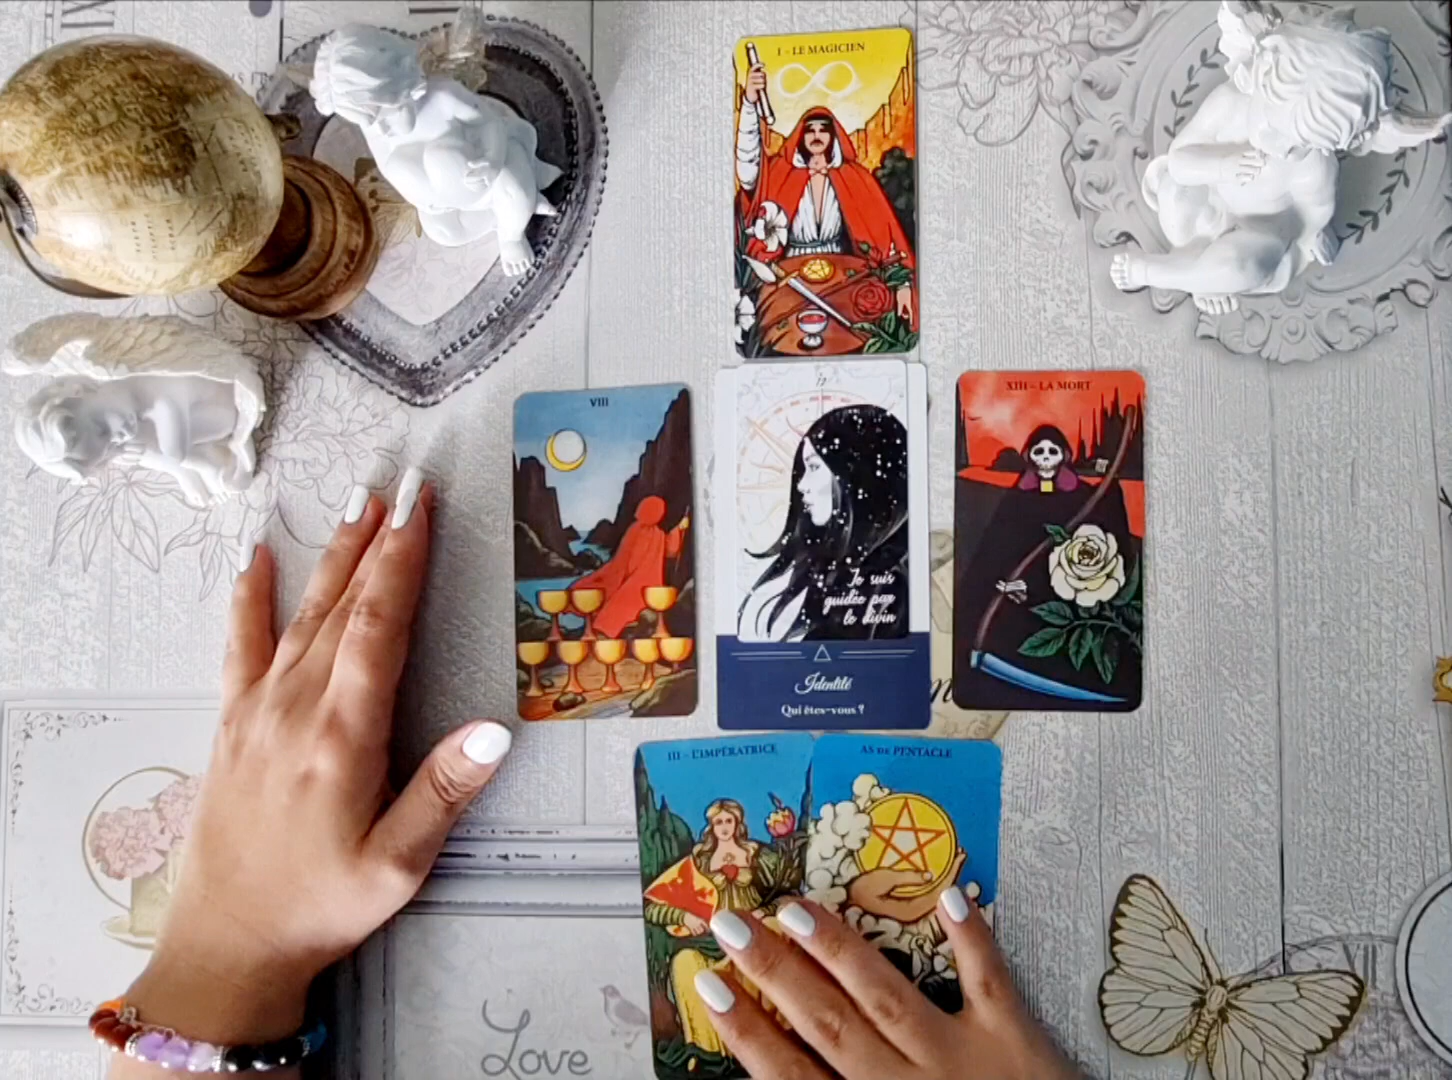 I - LE MAGICIEN
VIII
Je suis
guidée par
le divin
Identité
Qui êtes-vous ?
XIII - LA MORT
III - L'IMPÉRATRICE
AS DE PENTACLE
Love
VII